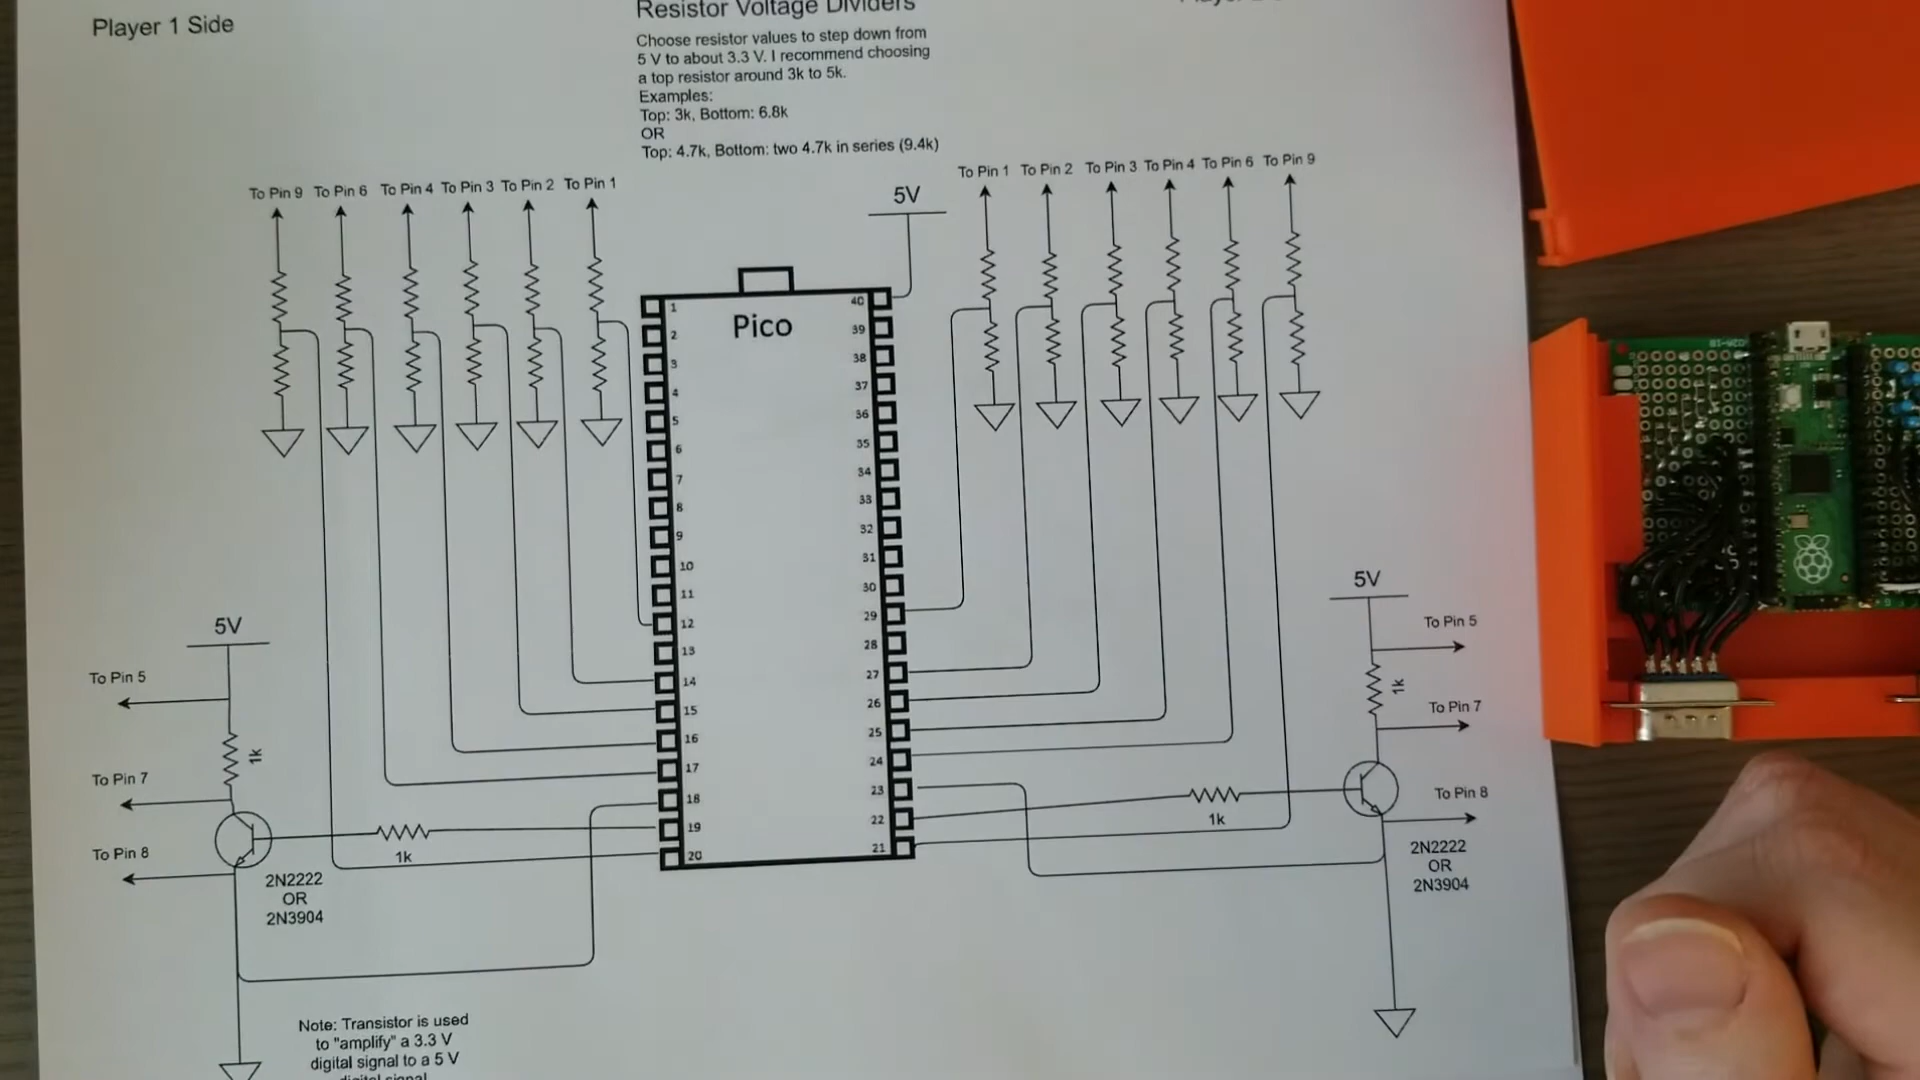 Player 1 Side
Resistor Voltage Dividers
Choose resistor values to step down from
5 V to about 3.3 V. I recommend choosing
a top resistor around 3k to 5k.
Examples:
Top: 3k, Bottom: 6.8k
OR
Top: 4.7k, Bottom: two 4.7k in series (9.4k)
To Pin 9 To Pin 6 To Pin 4 To Pin 3 To Pin 2 To Pin 1
5V
To Pin 1 To Pin 2 To Pin 3 To Pin 4 To Pin 6 To Pin 9
Pico
1 40
2 39
3 38
4 37
5 36
6 35
7 34
8 33
9 32
10 31
11 30
12 29
13 28
14 27
15 26
16 25
17 24
18 23
19 22
20 21
5V
To Pin 5
1k
To Pin 7
To Pin 8
1k
2N2222
OR
2N3904
Note: Transistor is used
to "amplify" a 3.3 V
digital signal to a 5 V
digital signal
5V
To Pin 5
1k
To Pin 7
To Pin 8
1k
2N2222
OR
2N3904